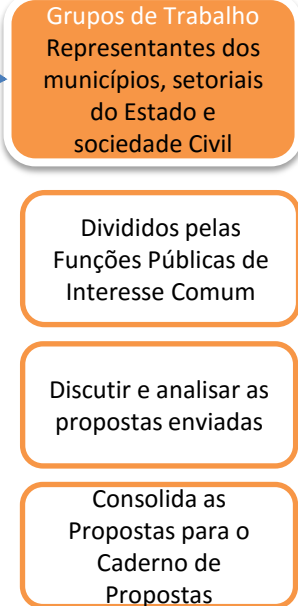 Grupos de Trabalho
Representantes dos
municípios, setoriais
do Estado e
sociedade Civil
Divididos pelas
Funções Públicas de
Interesse Comum
Discutir e analisar as
propostas enviadas
Consolida as
Propostas para o
Caderno de
Propostas